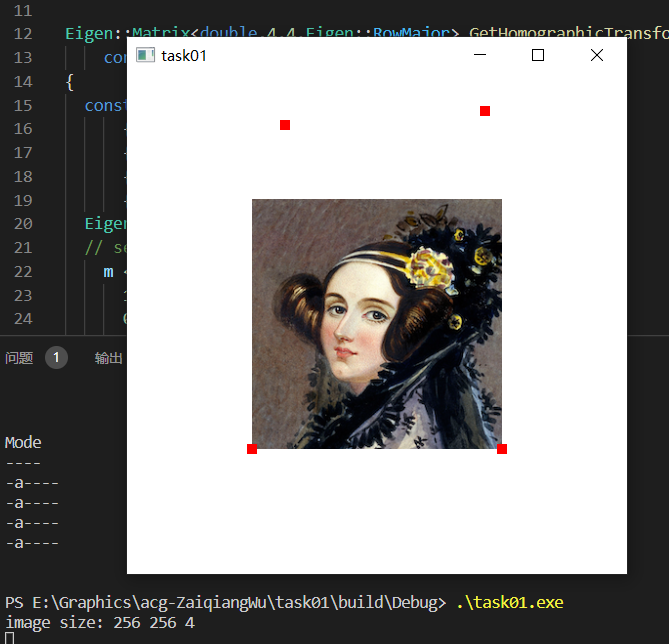 11
12 Eigen::Matrix<double,4,4,Eigen::RowMajor> GetHomographicTransfo
task01
13 con
14 {
15 const
16
17
18
19
20 Eigen
21 // so
22 m <
23
24
问题 1 输出
Mode
----
-a----
-a----
-a----
-a----
PS E:\Graphics\acg-ZaiqiangWu\task01\build\Debug> .\task01.exe
image size: 256 256 4